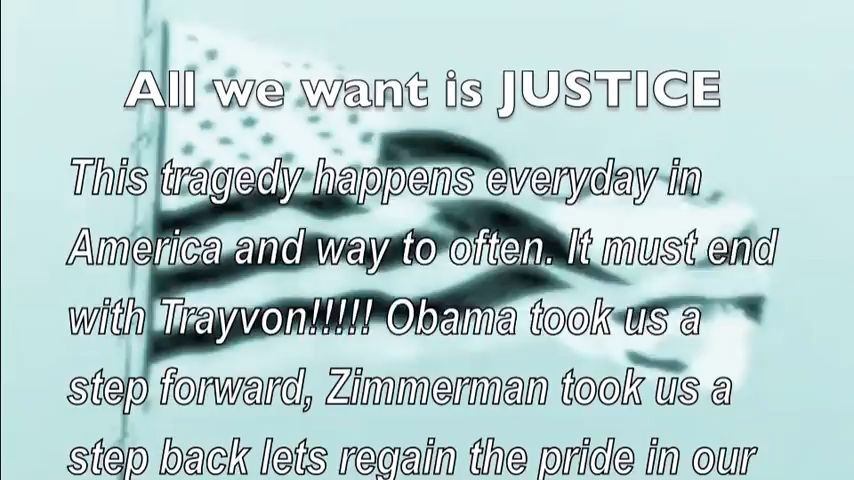 All we want is JUSTICE
This tragedy happens everyday in
America and way to often. It must end
with Trayvon!!!!! Obama took us a
step forward, Zimmerman took us a
step back lets regain the pride in our